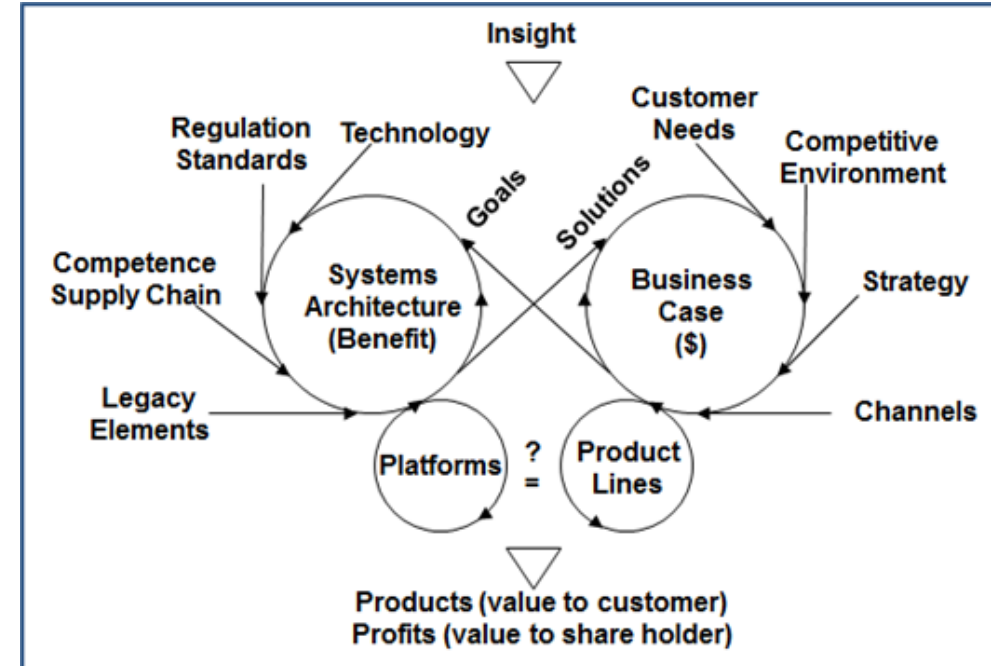 Insight
Regulation
Standards
Technology
Customer
Needs
Competitive
Environment
Goals
Solutions
Competence
Supply Chain
Systems
Architecture
(Benefit)
Business
Case
($)
Strategy
Legacy
Elements
Channels
Platforms
?
=
Product
Lines
Products (value to customer)
Profits (value to share holder)